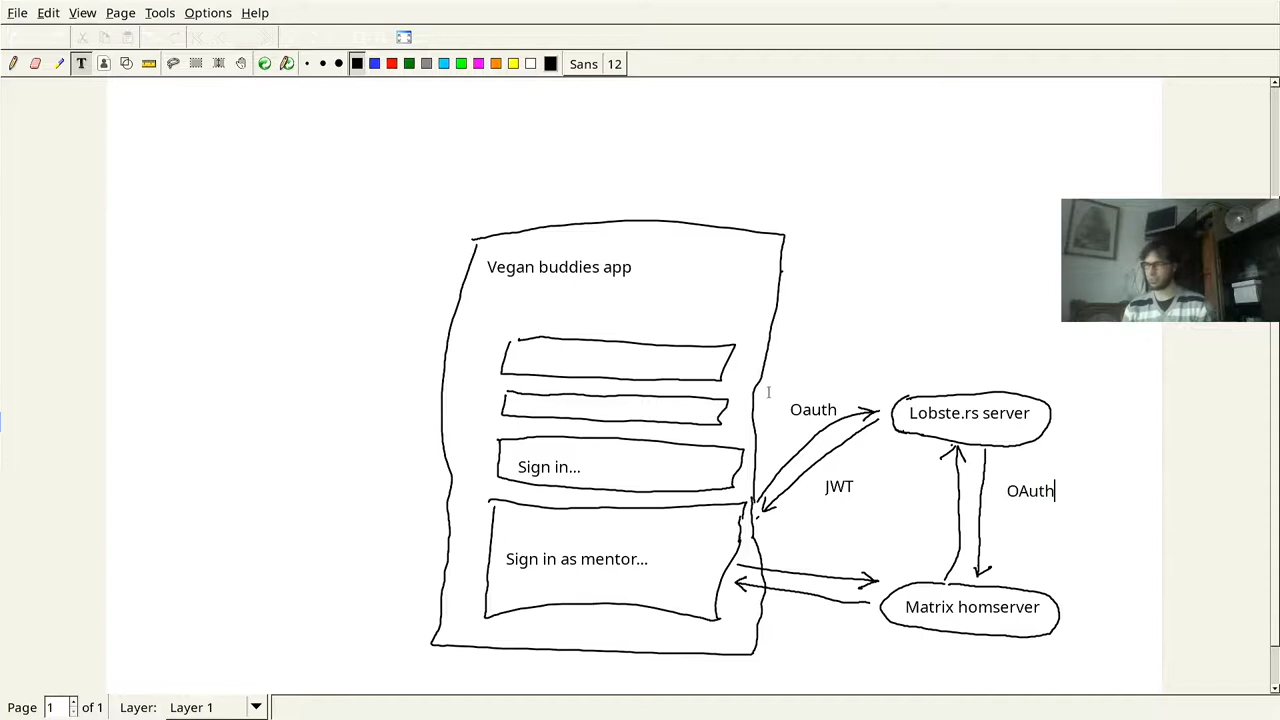 File Edit View Page Tools Options Help
T Sans 12
Vegan buddies app
Oauth
Lobste.rs server
Sign in...
JWT
OAuth
Sign in as mentor...
Matrix homserver
Page 1 of 1 Layer: Layer 1